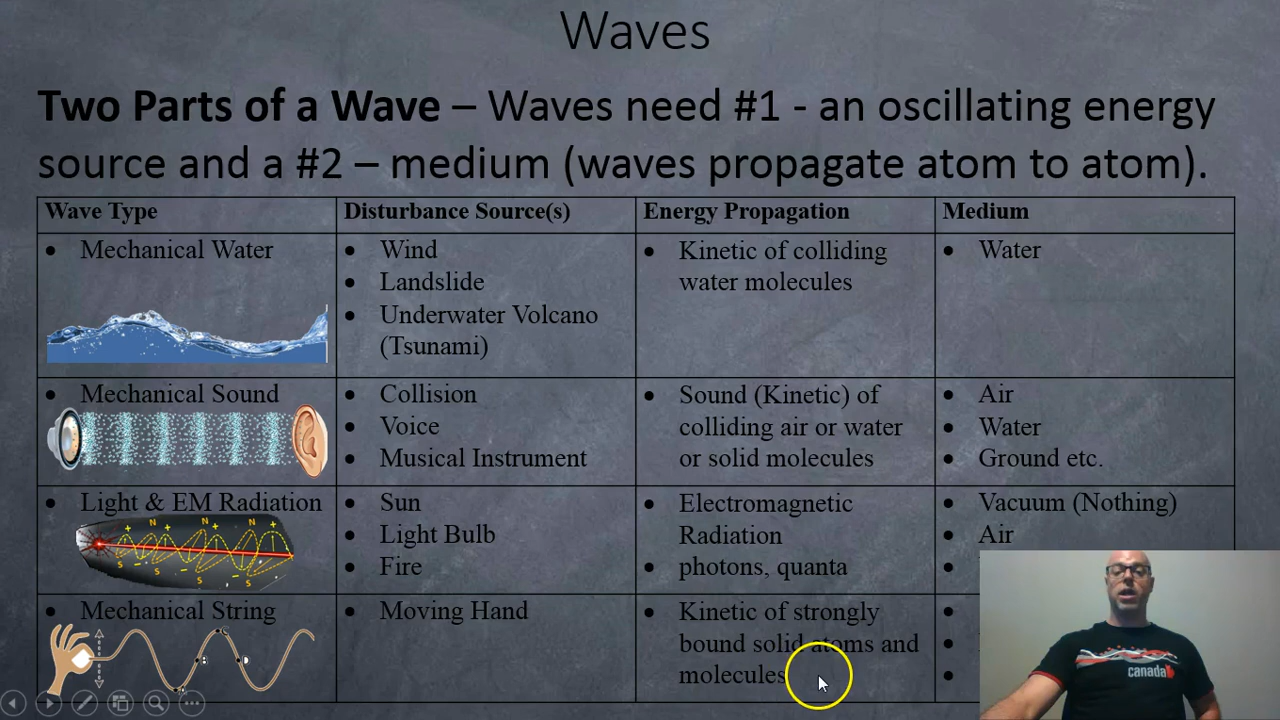 Waves
Two Parts of a Wave – Waves need #1 - an oscillating energy
source and a #2 – medium (waves propagate atom to atom).
Wave Type
Disturbance Source(s)
Energy Propagation
Medium
• Mechanical Water
• Wind
• Landslide
• Underwater Volcano
(Tsunami)
• Kinetic of colliding
water molecules
• Water
• Mechanical Sound
• Collision
• Voice
• Musical Instrument
• Sound (Kinetic) of
colliding air or water
or solid molecules
• Air
• Water
• Ground etc.
• Light & EM Radiation
N N N
+ + + +
S S S
• Sun
• Light Bulb
• Fire
• Electromagnetic
Radiation
• photons, quanta
• Vacuum (Nothing)
• Air
• Mechanical String
• Moving Hand
• Kinetic of strongly
bound solid atoms and
molecules
canada